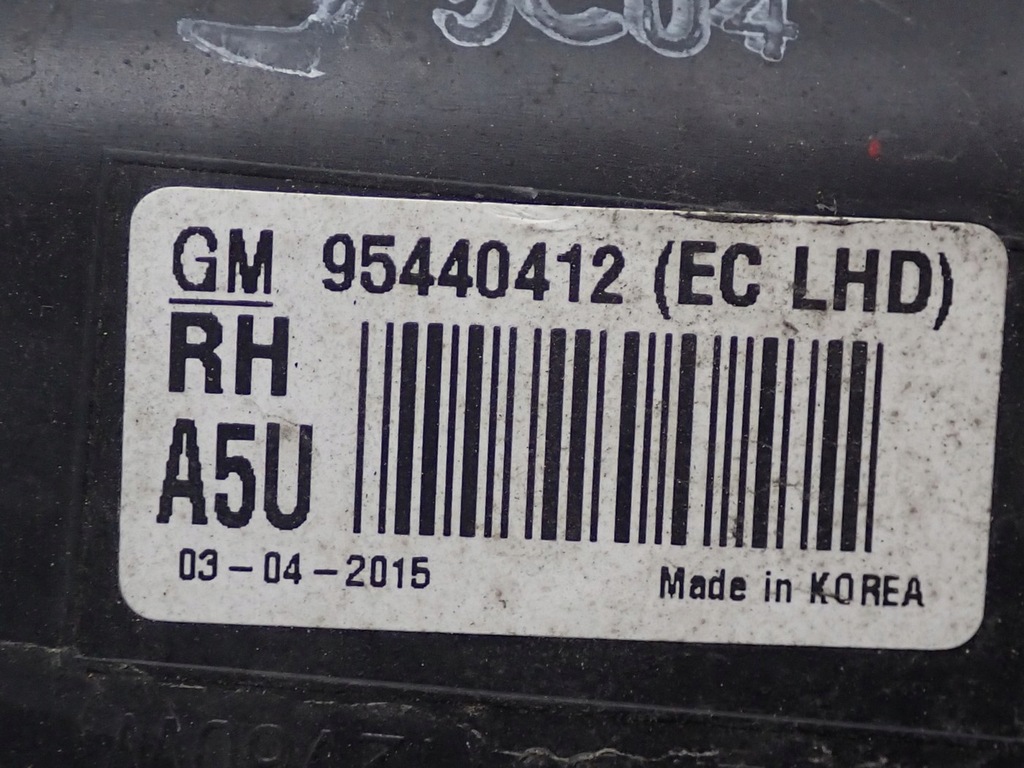 GM 95440412 (EC LHD)
RH
A5U
03-04-2015
Made in KOREA